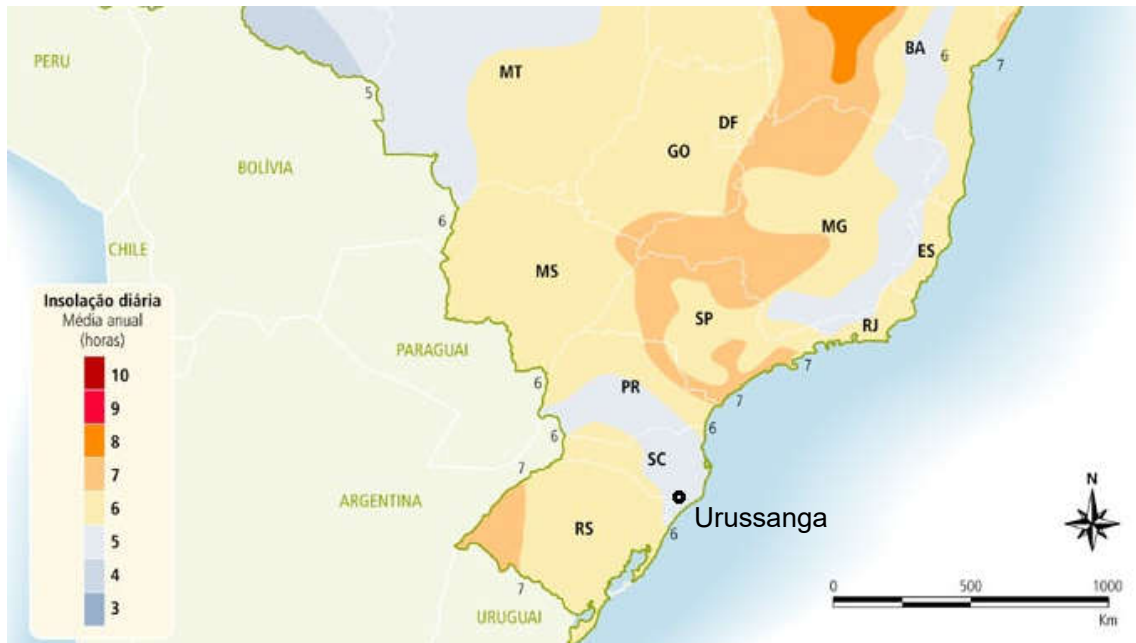 BA
6
7
PERU
MT
5
DF
GO
BOLÍVIA
6
MG
CHILE
ES
MS
Insolação diária
Média anual
(horas)
10
9
8
7
6
5
4
3
SP
RJ
PARAGUAI
7
6
PR
7
6
6
SC
7
ARGENTINA
Urussanga
RS
6
7
URUGUAI
N
0 500 1000
Km